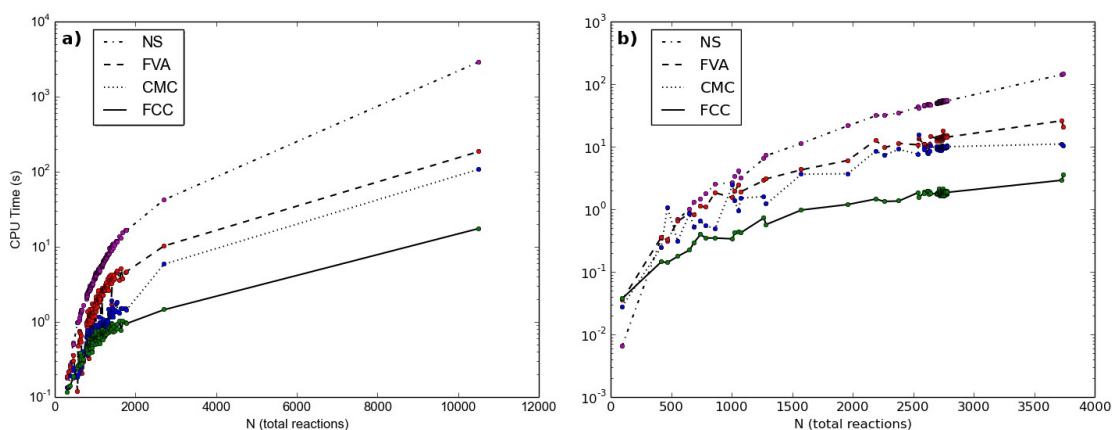 a)
NS
FVA
CMC
FCC
10^4
10^3
10^2
10^1
10^0
10^-1
CPU Time (s)
0 2000 4000 6000 8000 10000 12000
N (total reactions)
b)
NS
FVA
CMC
FCC
10^3
10^2
10^1
10^0
10^-1
10^-2
10^-3
0 500 1000 1500 2000 2500 3000 3500 4000
N (total reactions)